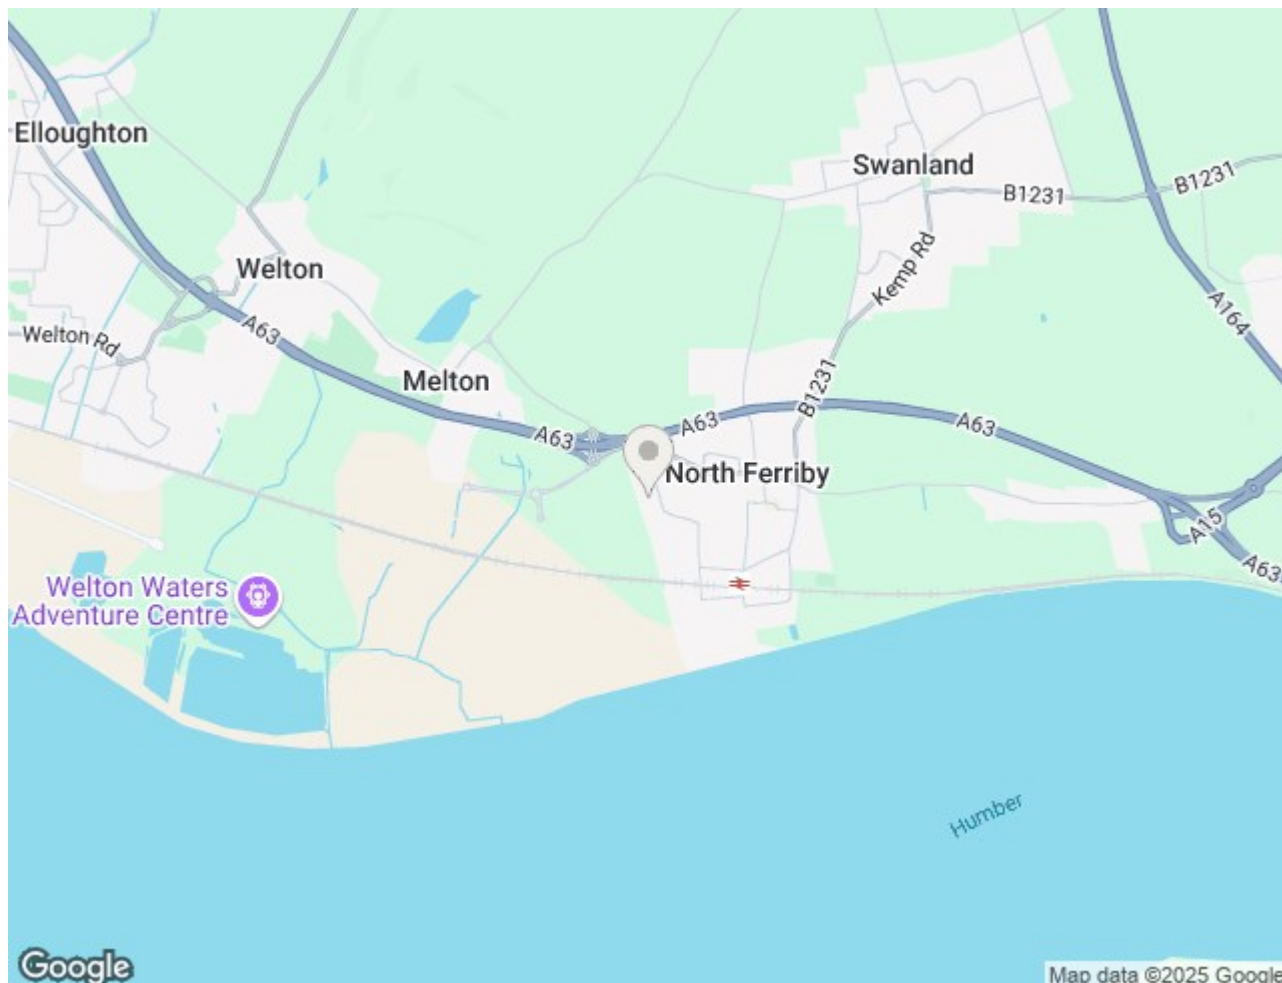 Elloughton
Swanland
B1231
B1231
Welton
Kemp Rd
A164
Welton Rd
A63
Melton
B1231
A63
A63
A63
North Ferriby
A15
A63
Welton Waters
Adventure Centre
Humber
Google
Map data ©2025 Google